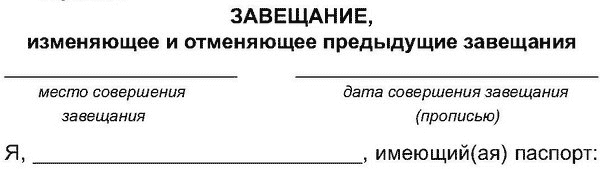 ЗАВЕЩАНИЕ,
изменяющее и отменяющее предыдущие завещания
место совершения завещания
дата совершения завещания (прописью)
Я, ________________________, имеющий(ая) паспорт: